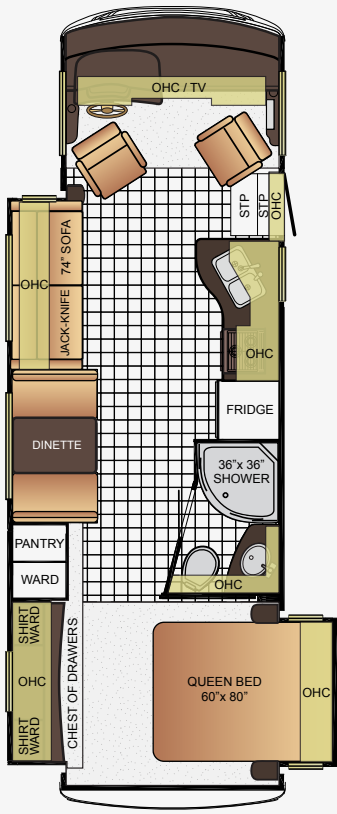 OHC / TV
STP
STP
OHC
74” SOFA
JACK-KNIFE
OHC
OHC
FRIDGE
DINETTE
36”x 36”
SHOWER
PANTRY
WARD
OHC
SHIRT
WARD
OHC
SHIRT
WARD
CHEST OF DRAWERS
QUEEN BED
60”x 80”
OHC